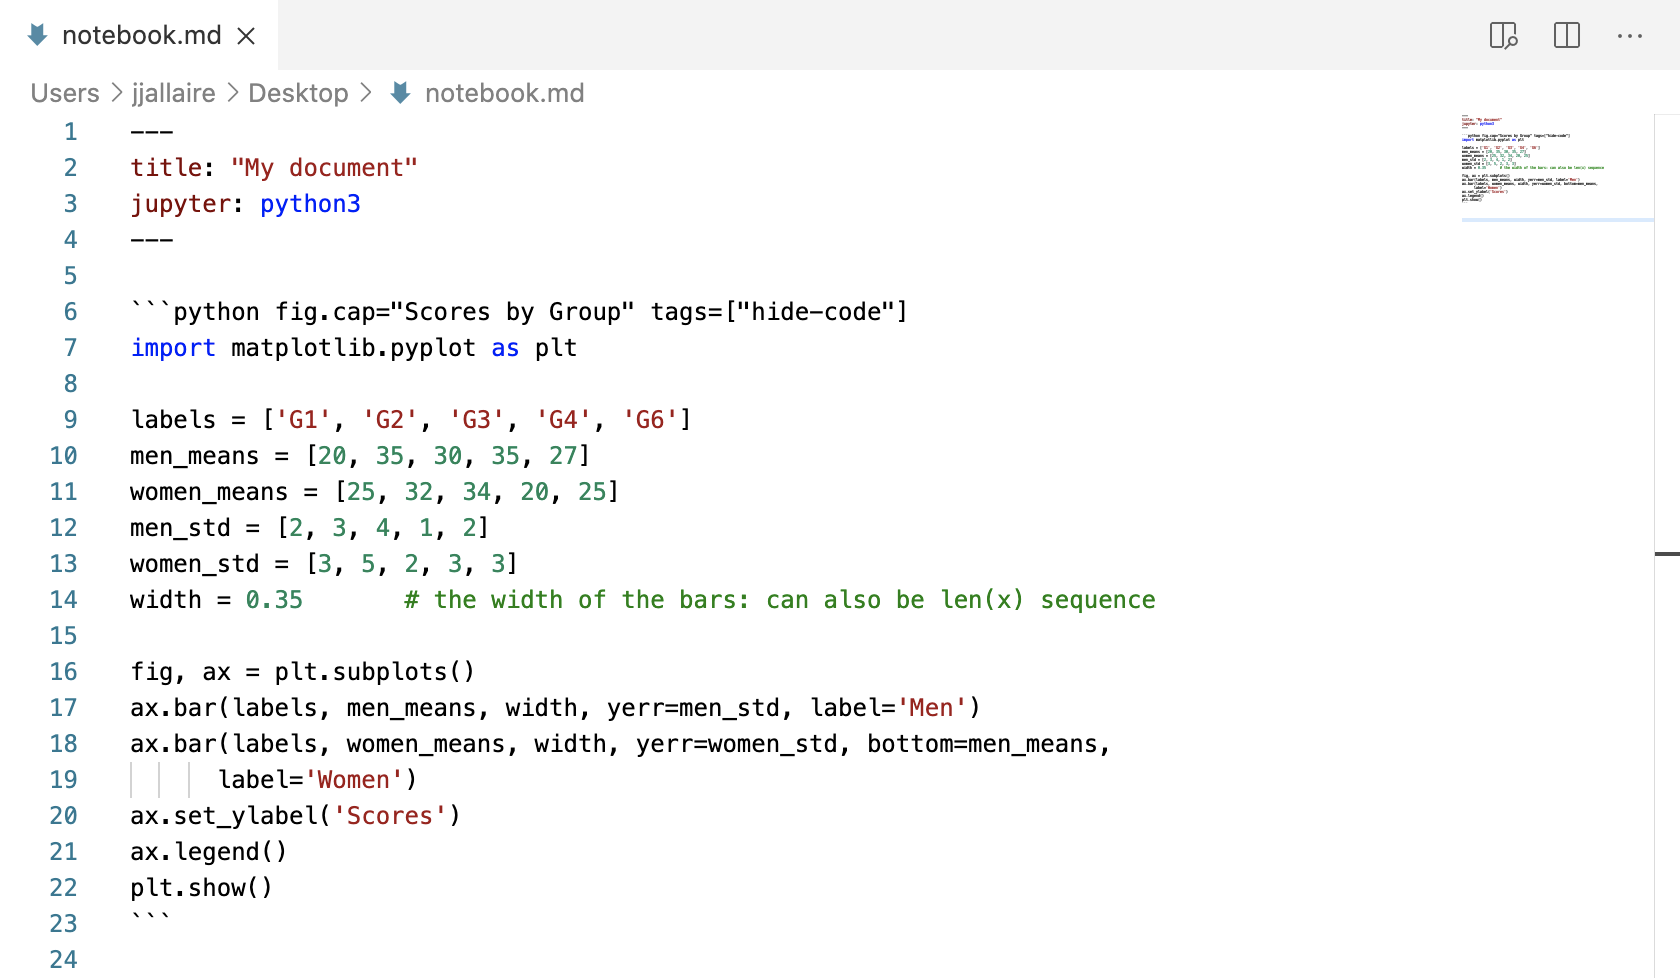 notebook.md
Users > jjallaire > Desktop > notebook.md
1 ---
2 title: "My document"
3 jupyter: python3
4 ---
5
6 ```python fig.cap="Scores by Group" tags=["hide-code"]
7 import matplotlib.pyplot as plt
8
9 labels = ['G1', 'G2', 'G3', 'G4', 'G6']
10 men_means = [20, 35, 30, 35, 27]
11 women_means = [25, 32, 34, 20, 25]
12 men_std = [2, 3, 4, 1, 2]
13 women_std = [3, 5, 2, 3, 3]
14 width = 0.35       # the width of the bars: can also be len(x) sequence
15
16 fig, ax = plt.subplots()
17 ax.bar(labels, men_means, width, yerr=men_std, label='Men')
18 ax.bar(labels, women_means, width, yerr=women_std, bottom=men_means,
19       label='Women')
20 ax.set_ylabel('Scores')
21 ax.legend()
22 plt.show()
23 ```
24